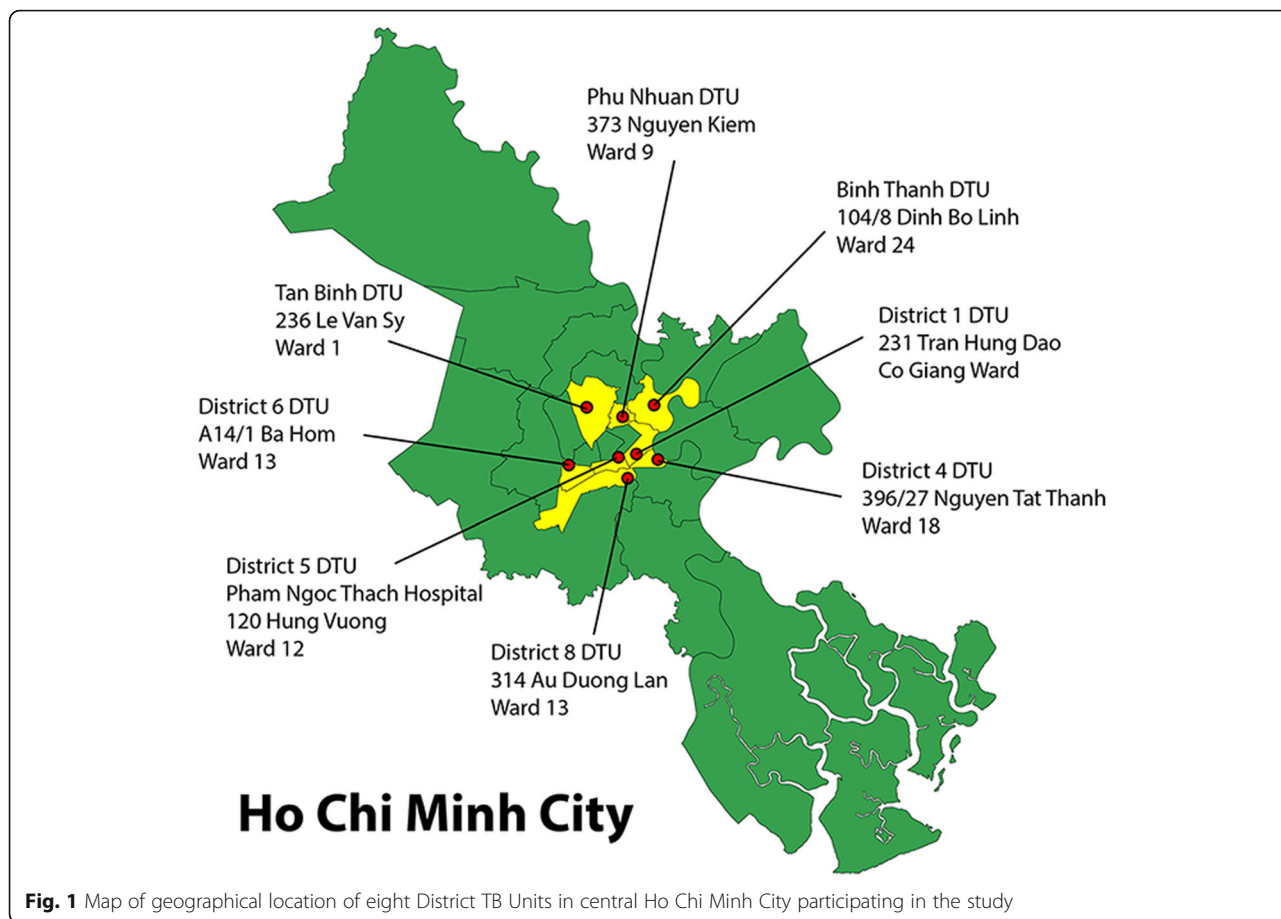 Phu Nhuan DTU
373 Nguyen Kiem
Ward 9
Binh Thanh DTU
104/8 Dinh Bo Linh
Ward 24
Tan Binh DTU
236 Le Van Sy
Ward 1
District 1 DTU
231 Tran Hung Dao
Co Giang Ward
District 6 DTU
A14/1 Ba Hom
Ward 13
District 4 DTU
396/27 Nguyen Tat Thanh
Ward 18
District 5 DTU
Pham Ngoc Thach Hospital
120 Hung Vuong
Ward 12
District 8 DTU
314 Au Duong Lan
Ward 13
Ho Chi Minh City
Fig. 1 Map of geographical location of eight District TB Units in central Ho Chi Minh City participating in the study